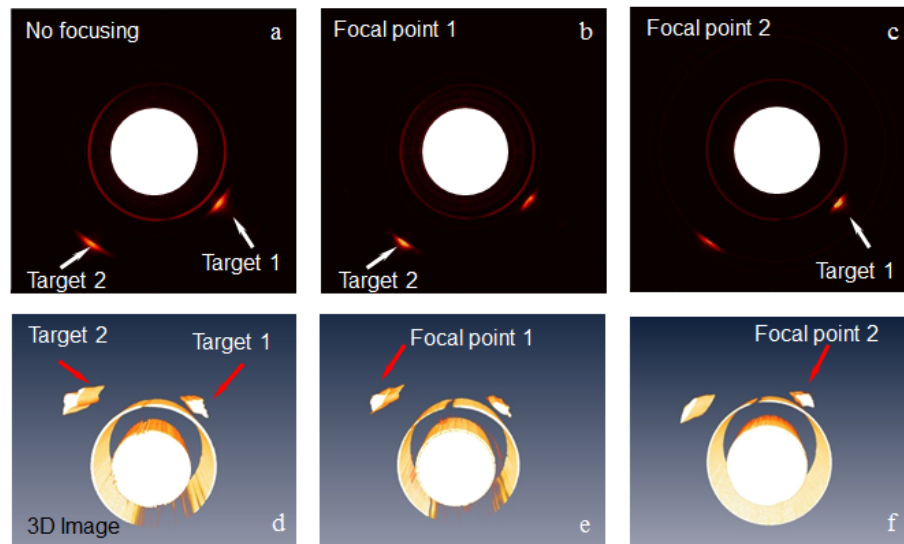 No focusing
a
Target 1
Target 2
Focal point 1
b
Target 2
Focal point 2
c
Target 1
Target 2
Target 1
3D Image
d
Focal point 1
e
Focal point 2
f